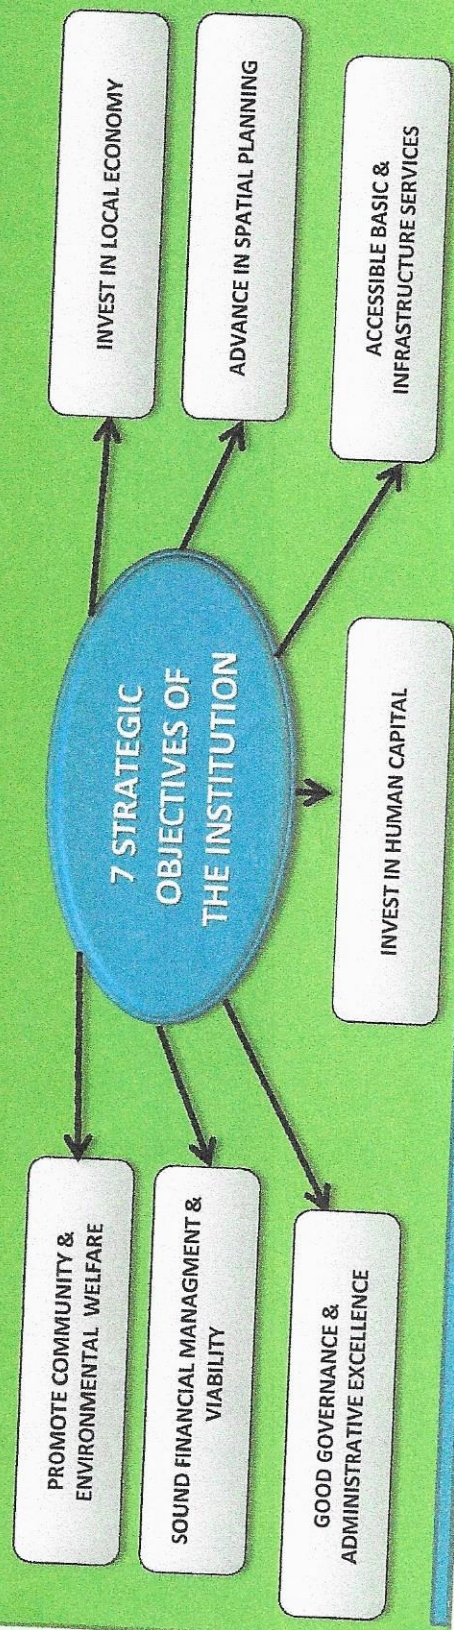 PROMOTE COMMUNITY &
ENVIRONMENTAL WELFARE
SOUND FINANCIAL MANAGMENT &
VIABILITY
GOOD GOVERNANCE &
ADMINISTRATIVE EXCELLENCE
7 STRATEGIC
OBJECTIVES OF
THE INSTITUTION
INVEST IN HUMAN CAPITAL
INVEST IN LOCAL ECONOMY
ADVANCE IN SPATIAL PLANNING
ACCESSIBLE BASIC &
INFRASTRUCTURE SERVICES